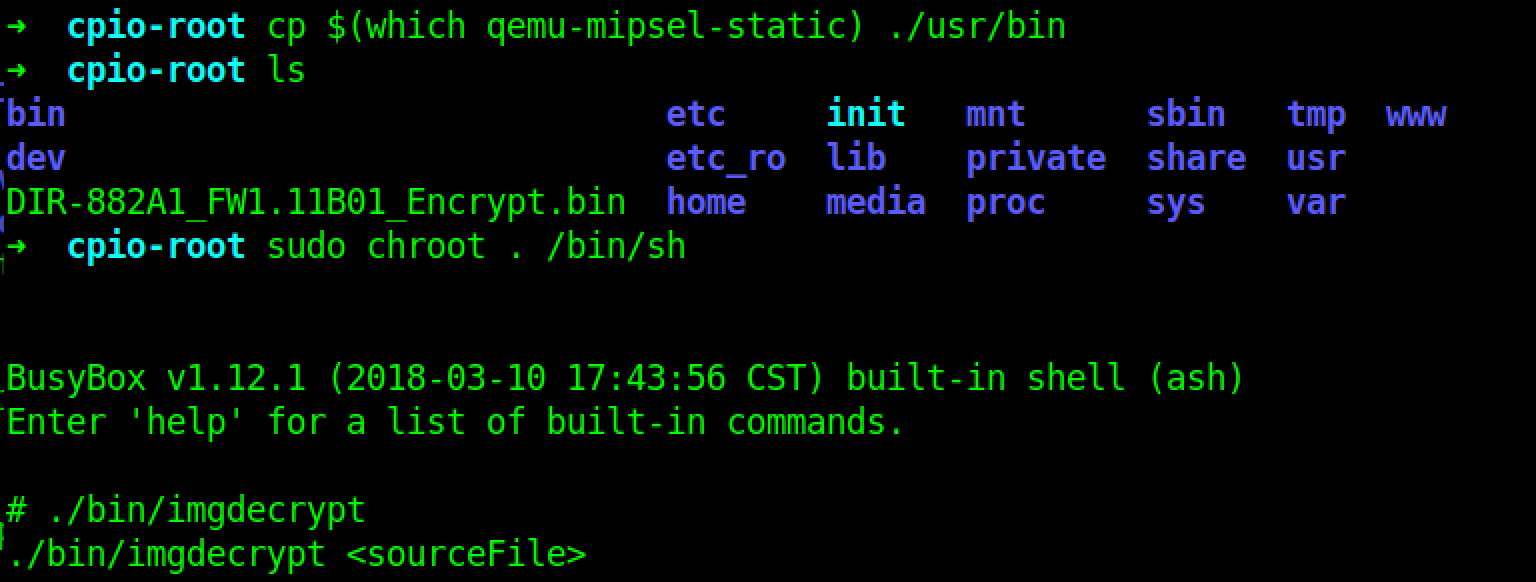 ➜  cpio-root cp $(which qemu-mipsel-static) ./usr/bin
➜  cpio-root ls
bin                              etc     init   mnt      sbin   tmp  www
dev                              etc_ro  lib    private  share  usr
DIR-882A1_FW1.11B01_Encrypt.bin  home    media  proc     sys    var
➜  cpio-root sudo chroot . /bin/sh
BusyBox v1.12.1 (2018-03-10 17:43:56 CST) built-in shell (ash)
Enter 'help' for a list of built-in commands.
# ./bin/imgdecrypt
./bin/imgdecrypt <sourceFile>